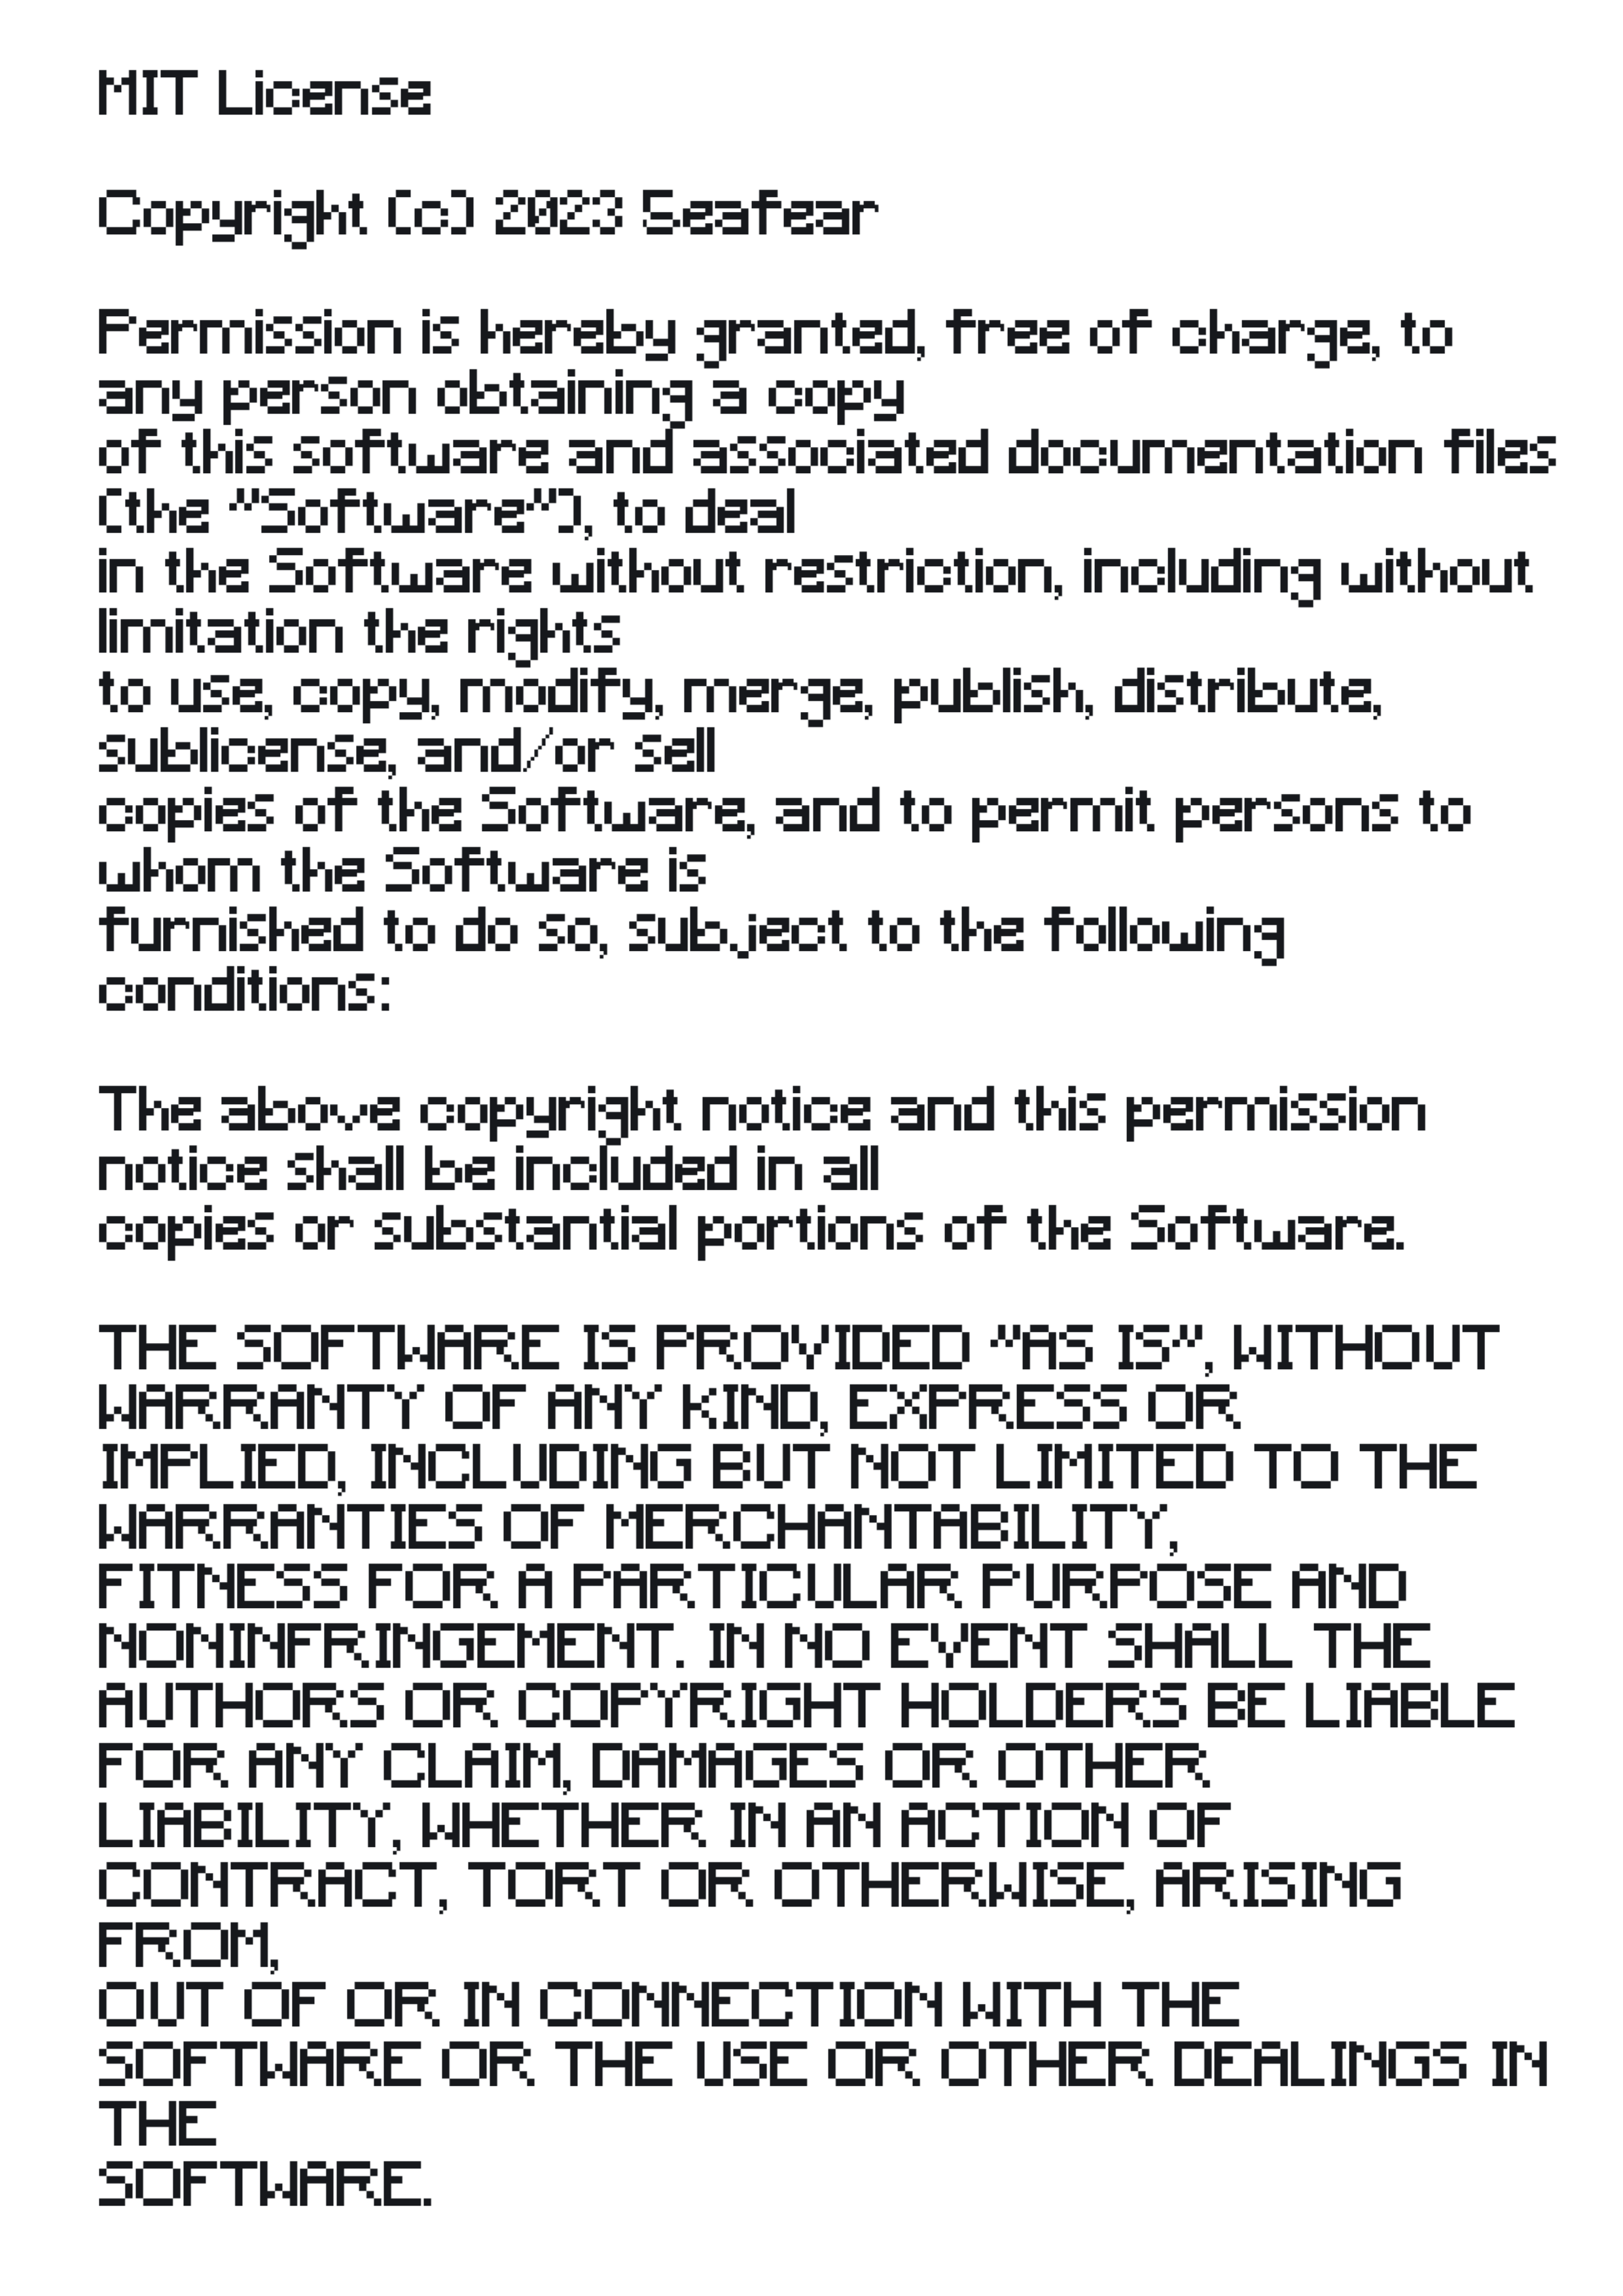 MIT License

Copyright (c) 2023 Seafear

Permission is hereby granted, free of charge, to
any person obtaining a copy
of this software and associated documentation files
(the "Software"), to deal
in the Software without restriction, including without
limitation the rights
to use, copy, modify, merge, publish, distribute,
sublicense, and/or sell
copies of the Software, and to permit persons to
whom the Software is
furnished to do so, subject to the following
conditions:

The above copyright notice and this permission
notice shall be included in all
copies or substantial portions of the Software.

THE SOFTWARE IS PROVIDED "AS IS", WITHOUT
WARRANTY OF ANY KIND, EXPRESS OR
IMPLIED, INCLUDING BUT NOT LIMITED TO THE
WARRANTIES OF MERCHANTABILITY,
FITNESS FOR A PARTICULAR PURPOSE AND
NONINFRINGEMENT. IN NO EVENT SHALL THE
AUTHORS OR COPYRIGHT HOLDERS BE LIABLE
FOR ANY CLAIM, DAMAGES OR OTHER
LIABILITY, WHETHER IN AN ACTION OF
CONTRACT, TORT OR OTHERWISE, ARISING
FROM,
OUT OF OR IN CONNECTION WITH THE
SOFTWARE OR THE USE OR OTHER DEALINGS IN
THE
SOFTWARE.